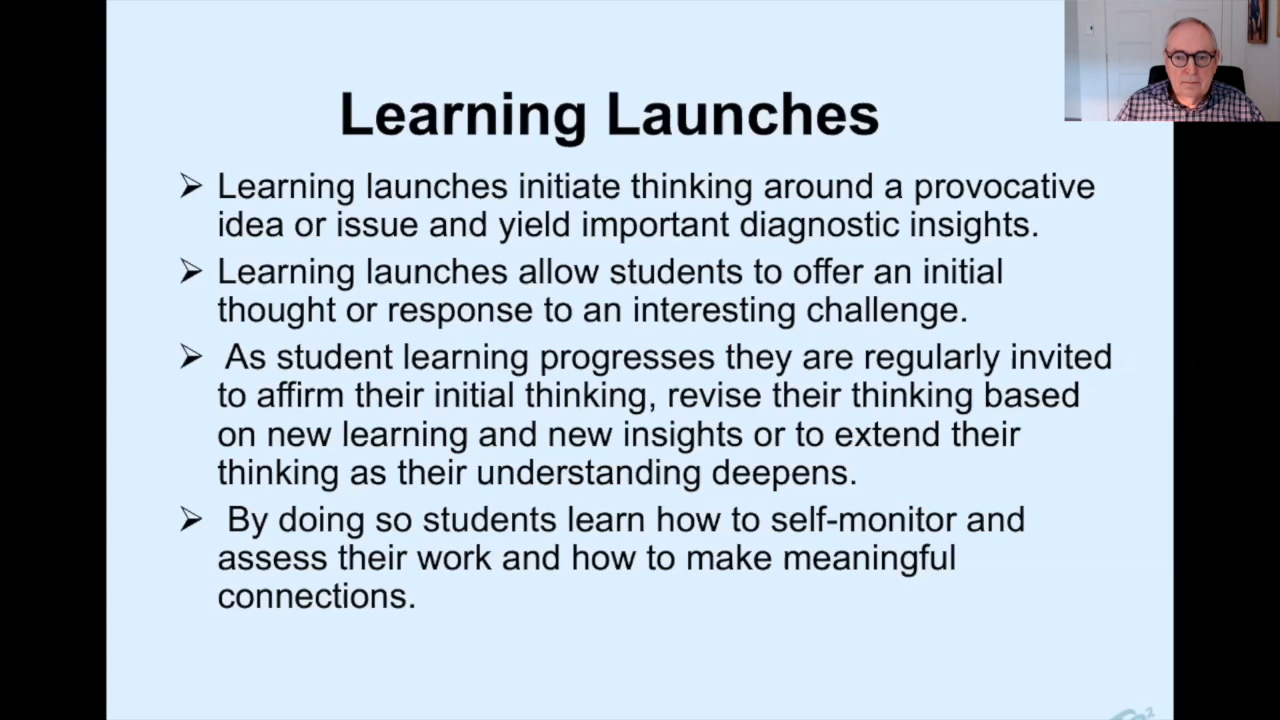 Learning Launches
➢ Learning launches initiate thinking around a provocative
idea or issue and yield important diagnostic insights.
➢ Learning launches allow students to offer an initial
thought or response to an interesting challenge.
➢ As student learning progresses they are regularly invited
to affirm their initial thinking, revise their thinking based
on new learning and new insights or to extend their
thinking as their understanding deepens.
➢ By doing so students learn how to self-monitor and
assess their work and how to make meaningful
connections.